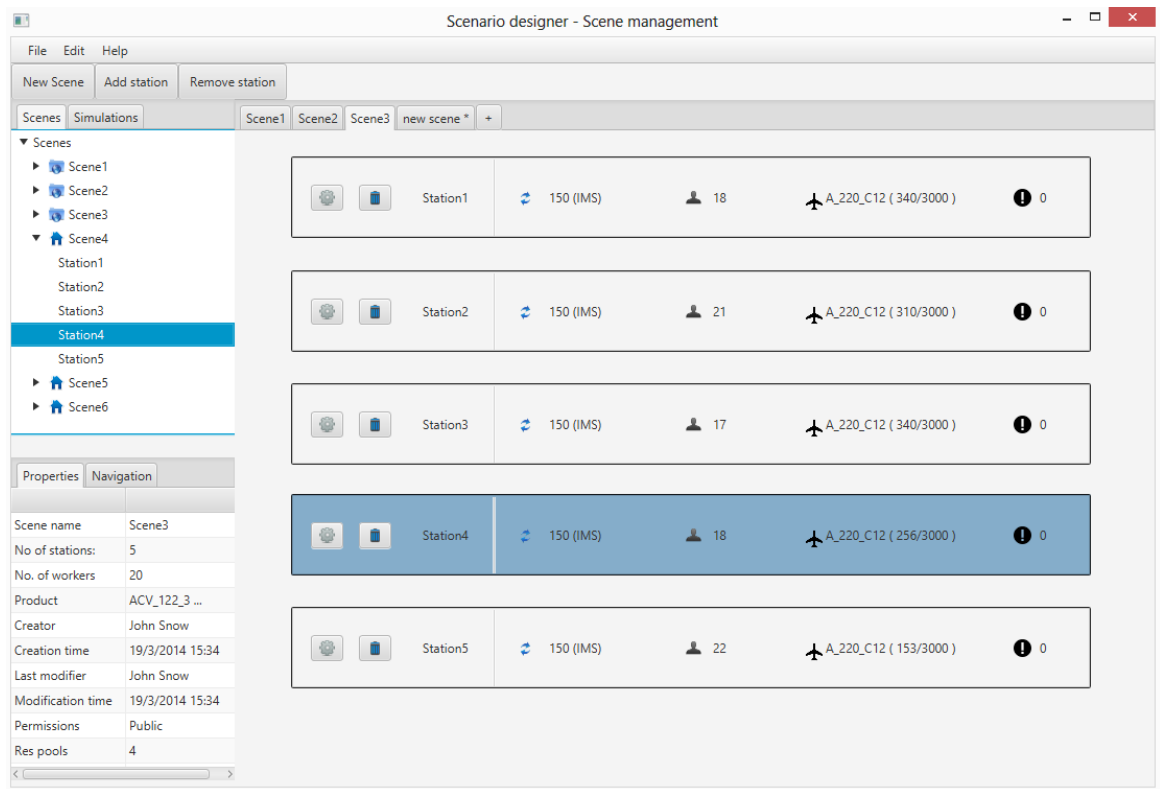 Scenario designer - Scene management
File Edit Help
New Scene Add station Remove station
Scenes Simulations
Scene1 Scene2 Scene3 new scene * +
Scenes
Scene1
Scene2
Scene3
Scene4
Station1
Station2
Station3
Station4
Station5
Scene5
Scene6
Properties Navigation
Scene name Scene3
No of stations: 5
No. of workers 20
Product ACV_122_3 ...
Creator John Snow
Creation time 19/3/2014 15:34
Last modifier John Snow
Modification time 19/3/2014 15:34
Permissions Public
Res pools 4
Station1 150 (IMS) 18 A_220_C12 ( 340/3000 ) 0
Station2 150 (IMS) 21 A_220_C12 ( 310/3000 ) 0
Station3 150 (IMS) 17 A_220_C12 ( 340/3000 ) 0
Station4 150 (IMS) 18 A_220_C12 ( 256/3000 ) 0
Station5 150 (IMS) 22 A_220_C12 ( 153/3000 ) 0